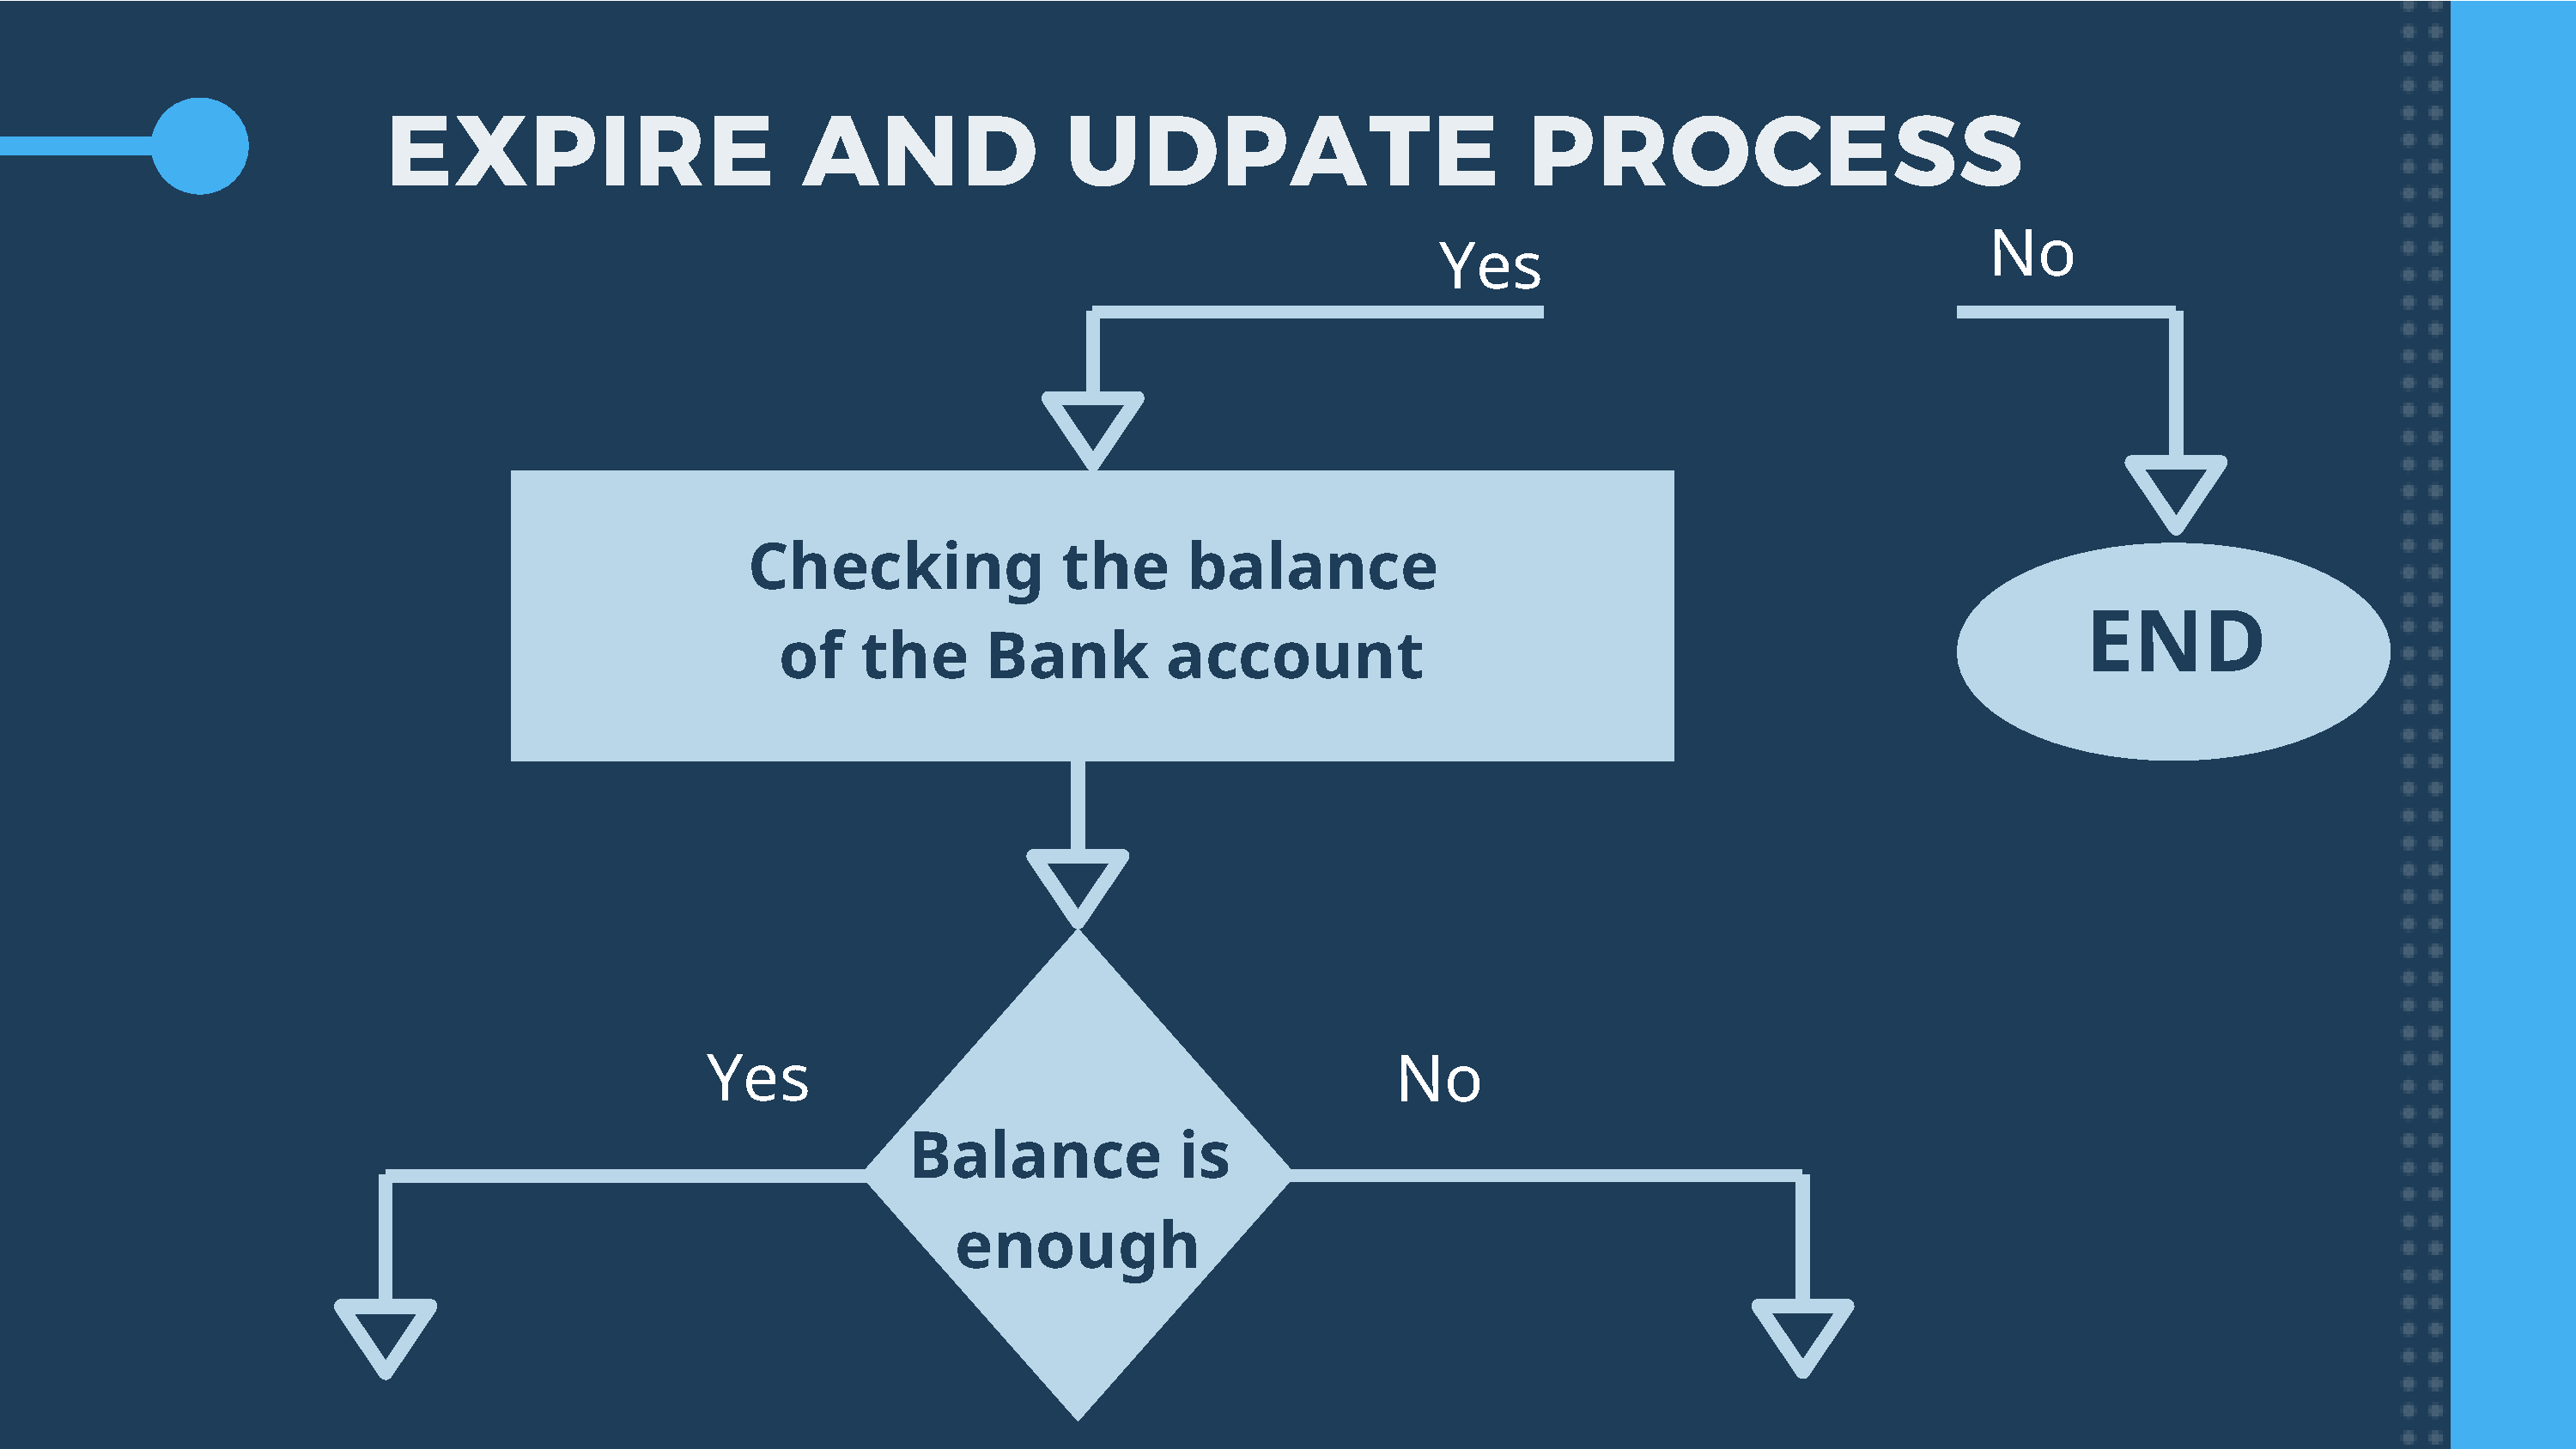 EXPIRE AND UDPATE PROCESS
Yes
No
Checking the balance
of the Bank account
END
Yes
No
Balance is
enough